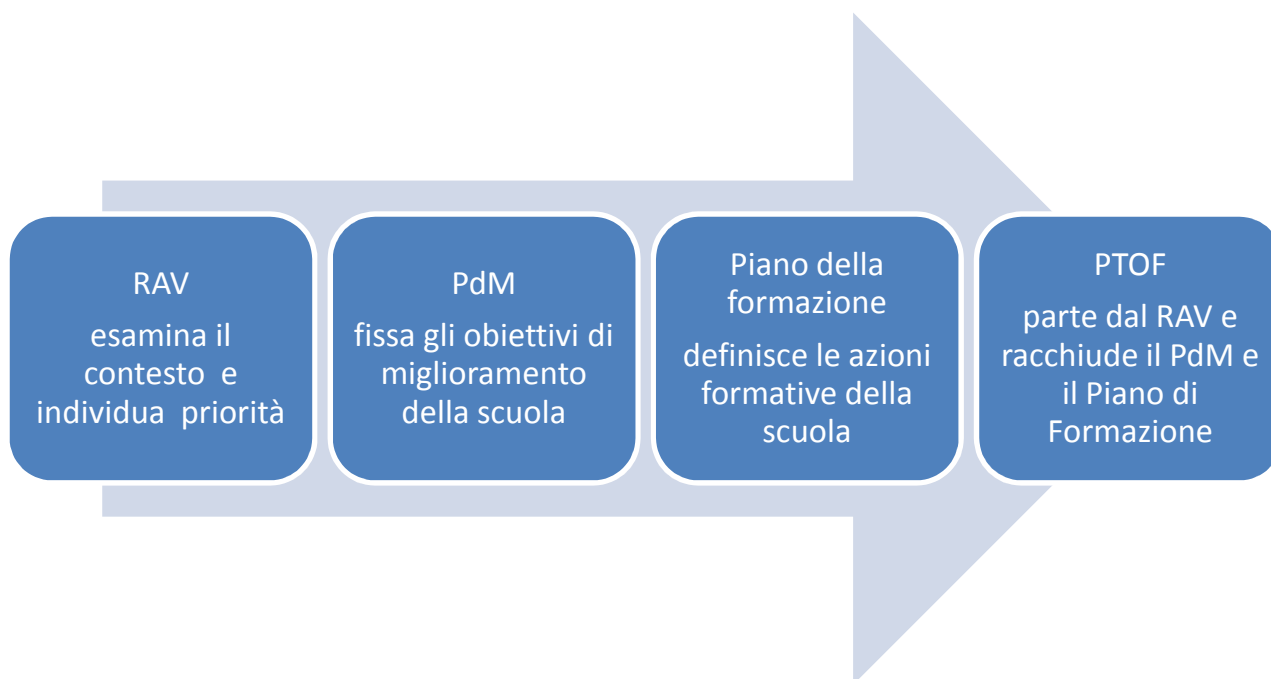 RAV
esamina il
contesto e
individua priorità
PdM
fissa gli obiettivi di
miglioramento
della scuola
Piano della
formazione
definisce le azioni
formative della
scuola
PTOF
parte dal RAV e
racchiude il PdM e
il Piano di
Formazione